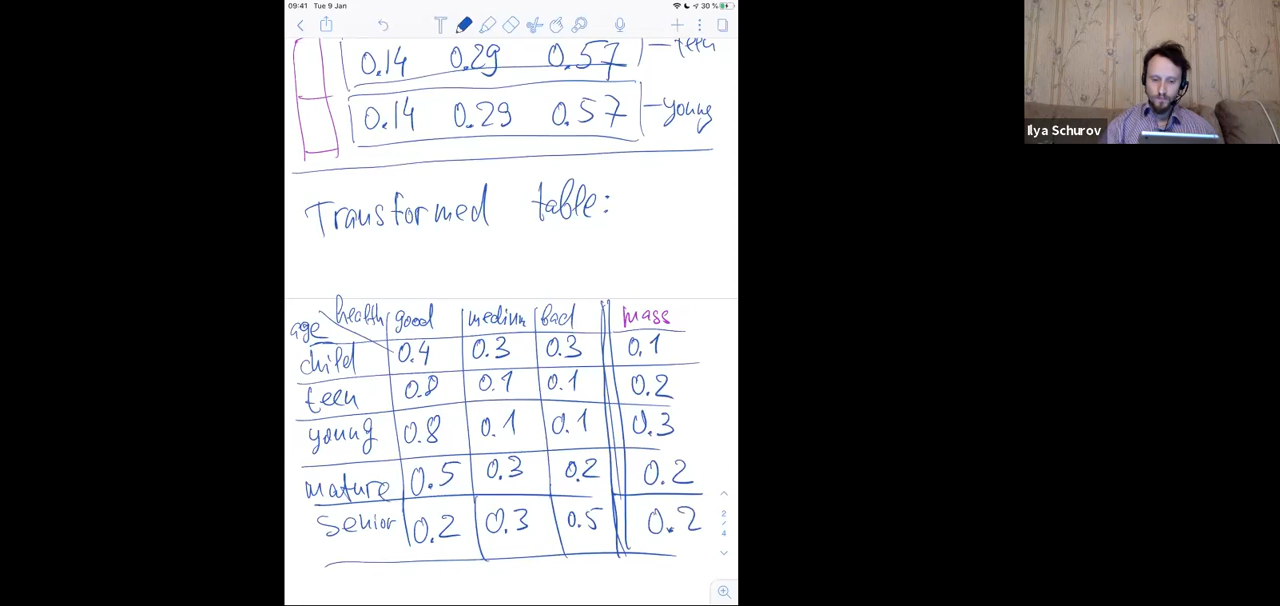 09:41 Tue 9 Jan 30 %
0.14 0.29 0.57 – teen
0.14 0.29 0.57 – young
Transformed table:
age health good medium bad mass
child 0.4 0.3 0.3 0.1
teen 0.8 0.1 0.1 0.2
young 0.8 0.1 0.1 0.3
mature 0.5 0.3 0.2 0.2
senior 0.2 0.3 0.5 0.2
2/4
Ilya Schurov